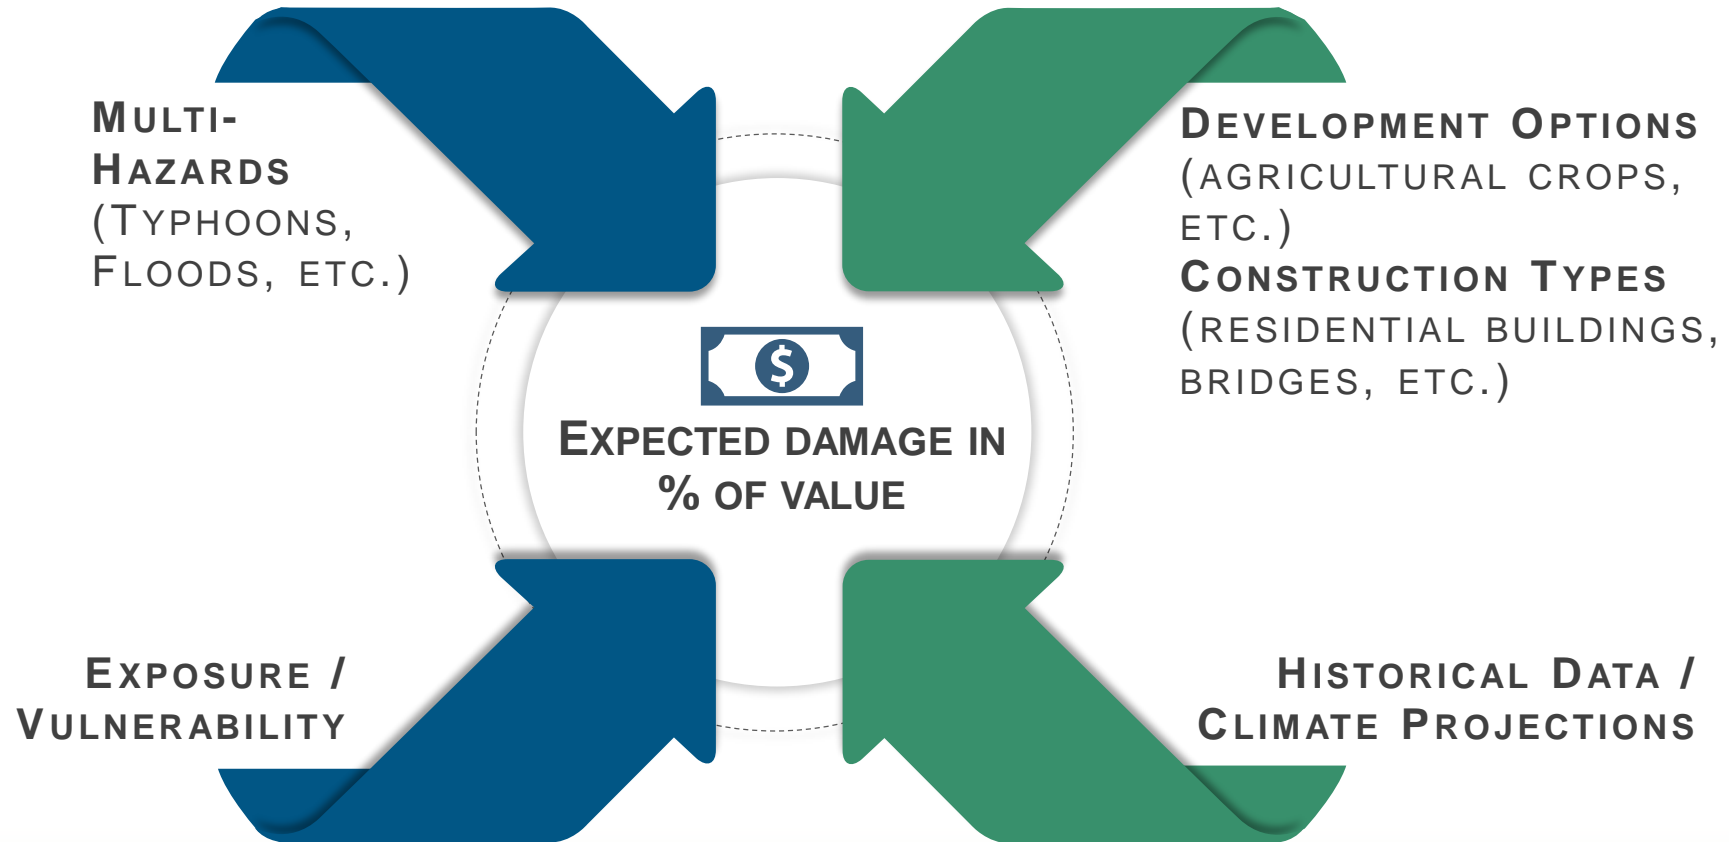 MULTI-
HAZARDS
(TYPHOONS,
FLOODS, ETC.)
DEVELOPMENT OPTIONS
(AGRICULTURAL CROPS,
ETC.)
CONSTRUCTION TYPES
(RESIDENTIAL BUILDINGS,
BRIDGES, ETC.)
$
EXPECTED DAMAGE IN
% OF VALUE
EXPOSURE /
VULNERABILITY
HISTORICAL DATA /
CLIMATE PROJECTIONS